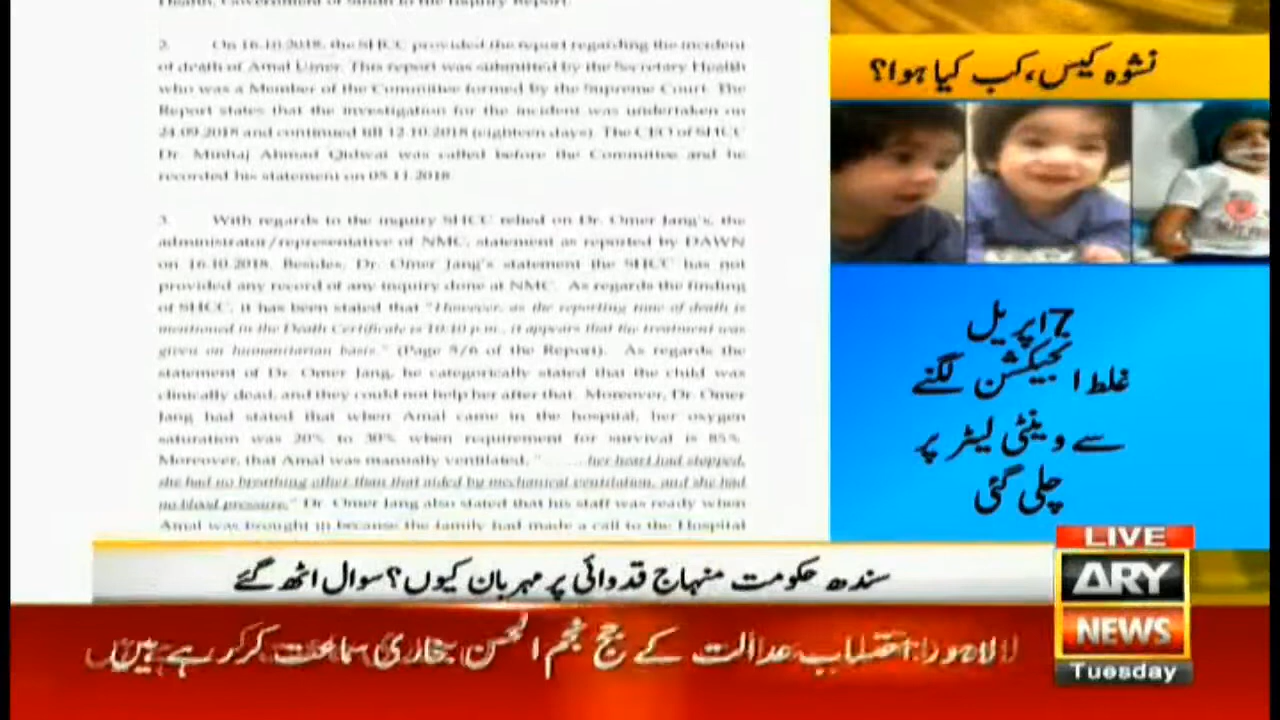 Health, Government of Sindh to the Inquiry Report.
2. On 16.10.2018, the SHCC provided the report regarding the incident
of death of Amal Umer. This report was submitted by the Secretary Health
who was a Member of the Committee formed by the Supreme Court. The
Report states that the investigation for the incident was undertaken on
24.09.2018 and continued till 12.10.2018 (eighteen days). The CEO of SHCC
Dr. Minhaj Ahmad Qidwai was called before the Committee and he
recorded his statement on 05.11.2018.
3. With regards to the inquiry SHCC relied on Dr. Omer Jang's, the
administrator/representative of NMC, statement as reported by DAWN
on 16.10.2018. Besides, Dr. Omer Jang's statement the SHCC has not
provided any record of any inquiry done at NMC. As regards the finding
of SHCC, it has been stated that "However, as the reporting time of death is
mentioned in the Death Certificate is 10:40 p.m., it appears that the treatment was
given on humanitarian basis." (Page 5/6 of the Report). As regards the
statement of Dr. Omer Jang, he categorically stated that the child was
clinically dead, and they could not help her after that. Moreover, Dr. Omer
Jang had stated that when Amal came in the hospital, her oxygen
saturation was 20% to 30% when requirement for survival is 85%.
Moreover, that Amal was manually ventilated. "......her heart had stopped,
she had no breathing other than that aided by mechanical ventilation, and she had
no blood pressure." Dr. Omer Jang also stated that his staff was ready when
Amal was brought in because the family had made a call to the Hospital
نشوہ کیس، کب کیا ہوا؟
7 اپریل
غلط انجیکشن لگنے
سے وینٹی لیٹر پر
چلی گئی
سندھ حکومت منہاج قدوائی پر مہربان کیوں؟ سوال اٹھ گئے
لاہور: احتساب عدالت کے جج نجم الحسن بخاری سماعت کر رہے ہیں
LIVE
ARY
NEWS
Tuesday